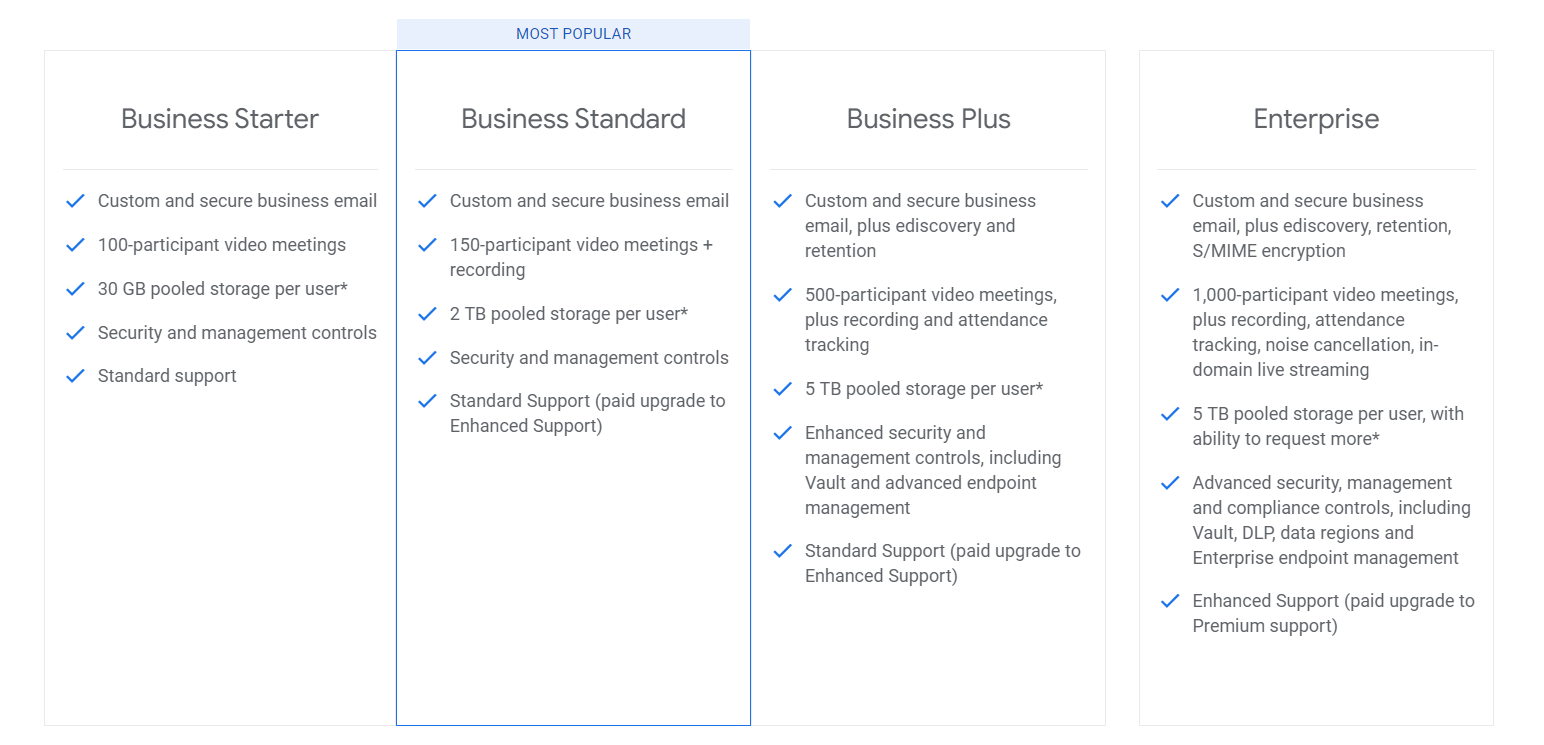 MOST POPULAR
Business Starter
Custom and secure business email
100-participant video meetings
30 GB pooled storage per user*
Security and management controls
Standard support
Business Standard
Custom and secure business email
150-participant video meetings +
recording
2 TB pooled storage per user*
Security and management controls
Standard Support (paid upgrade to
Enhanced Support)
Business Plus
Custom and secure business
email, plus ediscovery and
retention
500-participant video meetings,
plus recording and attendance
tracking
5 TB pooled storage per user*
Enhanced security and
management controls, including
Vault and advanced endpoint
management
Standard Support (paid upgrade to
Enhanced Support)
Enterprise
Custom and secure business
email, plus ediscovery, retention,
S/MIME encryption
1,000-participant video meetings,
plus recording, attendance
tracking, noise cancellation, in-
domain live streaming
5 TB pooled storage per user, with
ability to request more*
Advanced security, management
and compliance controls, including
Vault, DLP, data regions and
Enterprise endpoint management
Enhanced Support (paid upgrade to
Premium support)